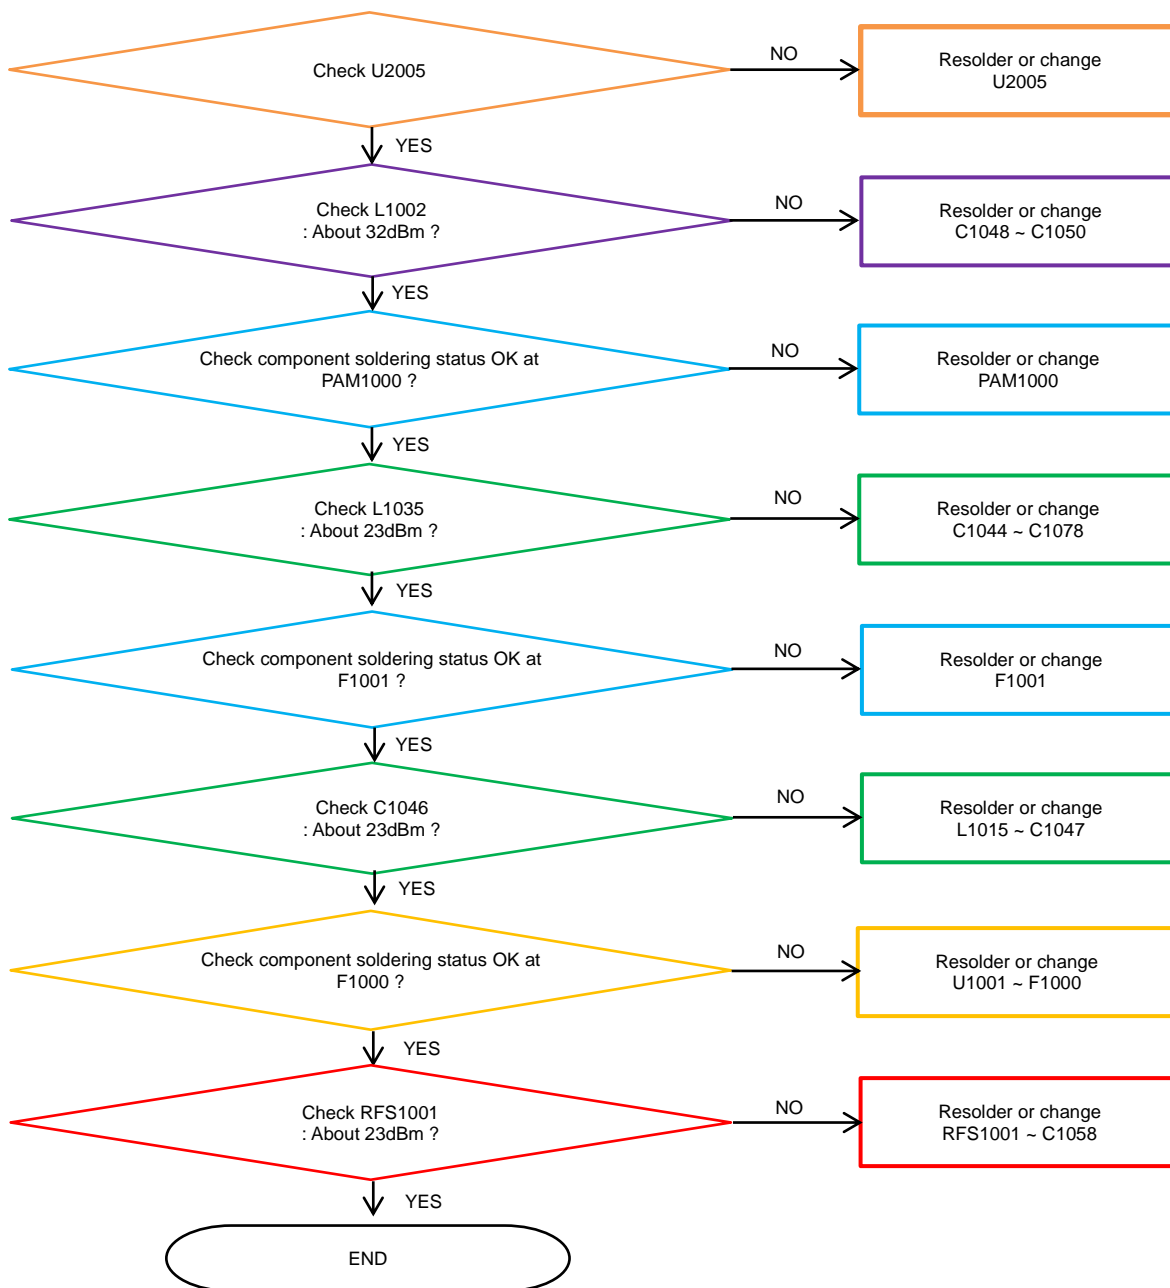 Check U2005
NO
Resolder or change
U2005
YES
Check L1002
: About 32dBm ?
NO
Resolder or change
C1048 ~ C1050
YES
Check component soldering status OK at
PAM1000 ?
NO
Resolder or change
PAM1000
YES
Check L1035
: About 23dBm ?
NO
Resolder or change
C1044 ~ C1078
YES
Check component soldering status OK at
F1001 ?
NO
Resolder or change
F1001
YES
Check C1046
: About 23dBm ?
NO
Resolder or change
L1015 ~ C1047
YES
Check component soldering status OK at
F1000 ?
NO
Resolder or change
U1001 ~ F1000
YES
Check RFS1001
: About 23dBm ?
NO
Resolder or change
RFS1001 ~ C1058
YES
END